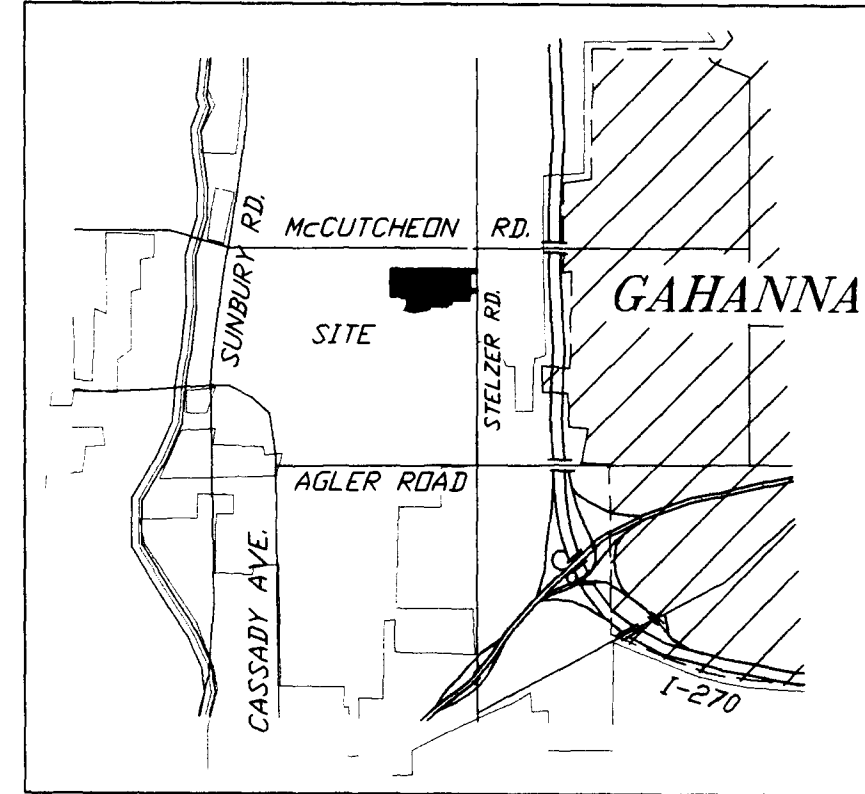 McCUTCHEON RD.
SUNBURY RD.
GAHANNA
SITE
STELZER RD.
AGLER ROAD
CASSADY AVE.
I-270